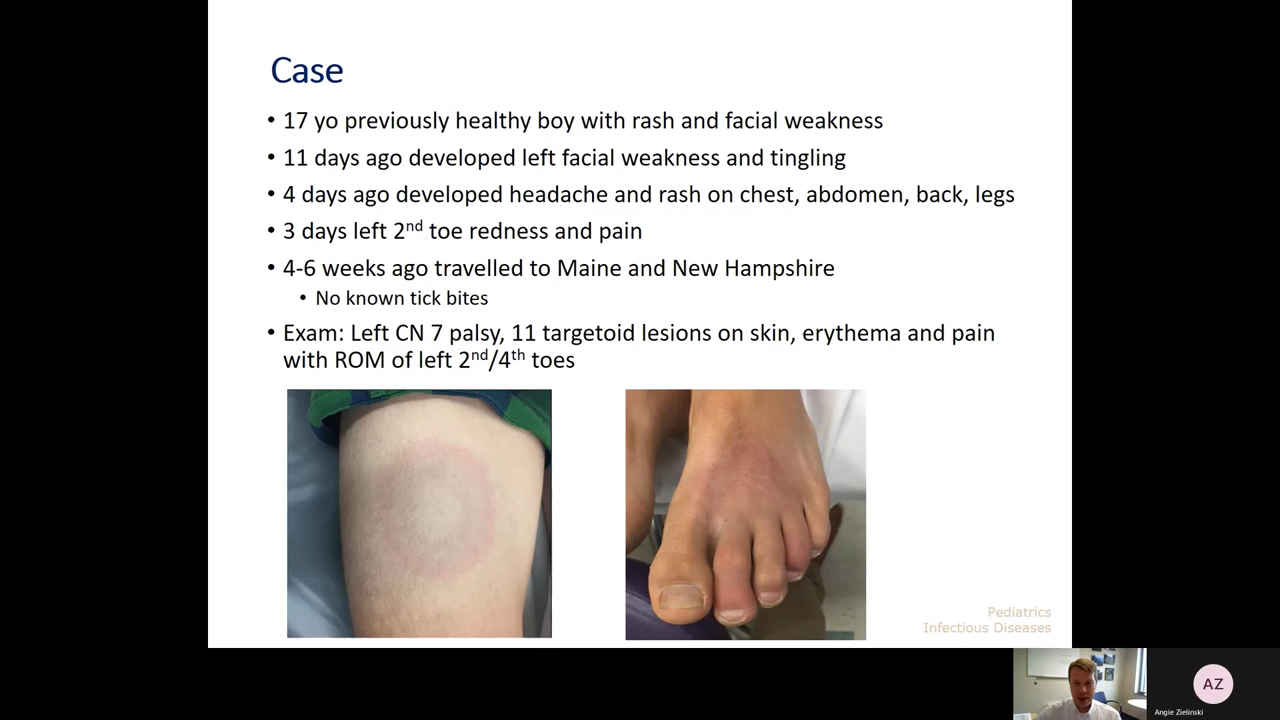 Case
• 17 yo previously healthy boy with rash and facial weakness
• 11 days ago developed left facial weakness and tingling
• 4 days ago developed headache and rash on chest, abdomen, back, legs
• 3 days left 2nd toe redness and pain
• 4-6 weeks ago travelled to Maine and New Hampshire
• No known tick bites
• Exam: Left CN 7 palsy, 11 targetoid lesions on skin, erythema and pain
with ROM of left 2nd/4th toes
Pediatrics
Infectious Diseases
AZ
Angie Zielinski